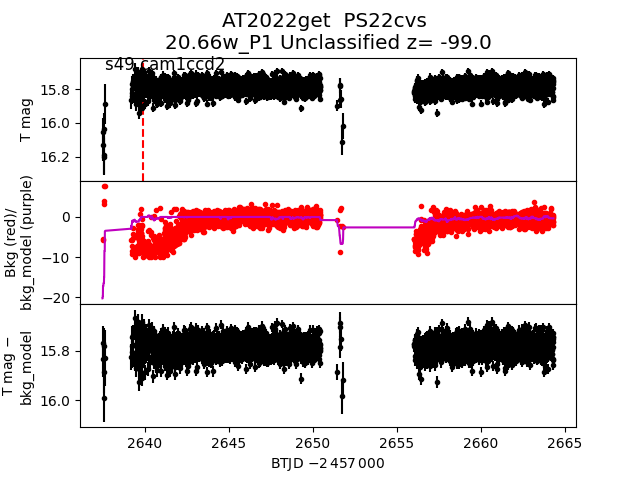 AT2022get  PS22cvs
20.66w_P1 Unclassified z= -99.0
s49 cam1ccd2
15.8
16.0
16.2
T mag
0
−10
−20
Bkg (red)/
bkg_model (purple)
15.8
16.0
T mag −
bkg_model
2640
2645
2650
2655
2660
2665
BTJD −2 457 000